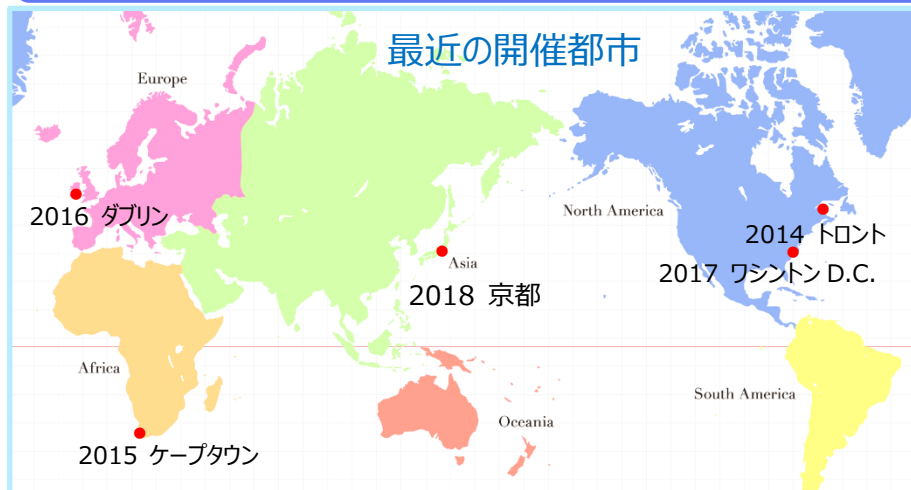 最近の開催都市
Europe
2016 ダブリン
North America
2014 トロント
Asia
2017 ワシントン D.C.
2018 京都
Africa
South America
Oceania
2015 ケープタウン